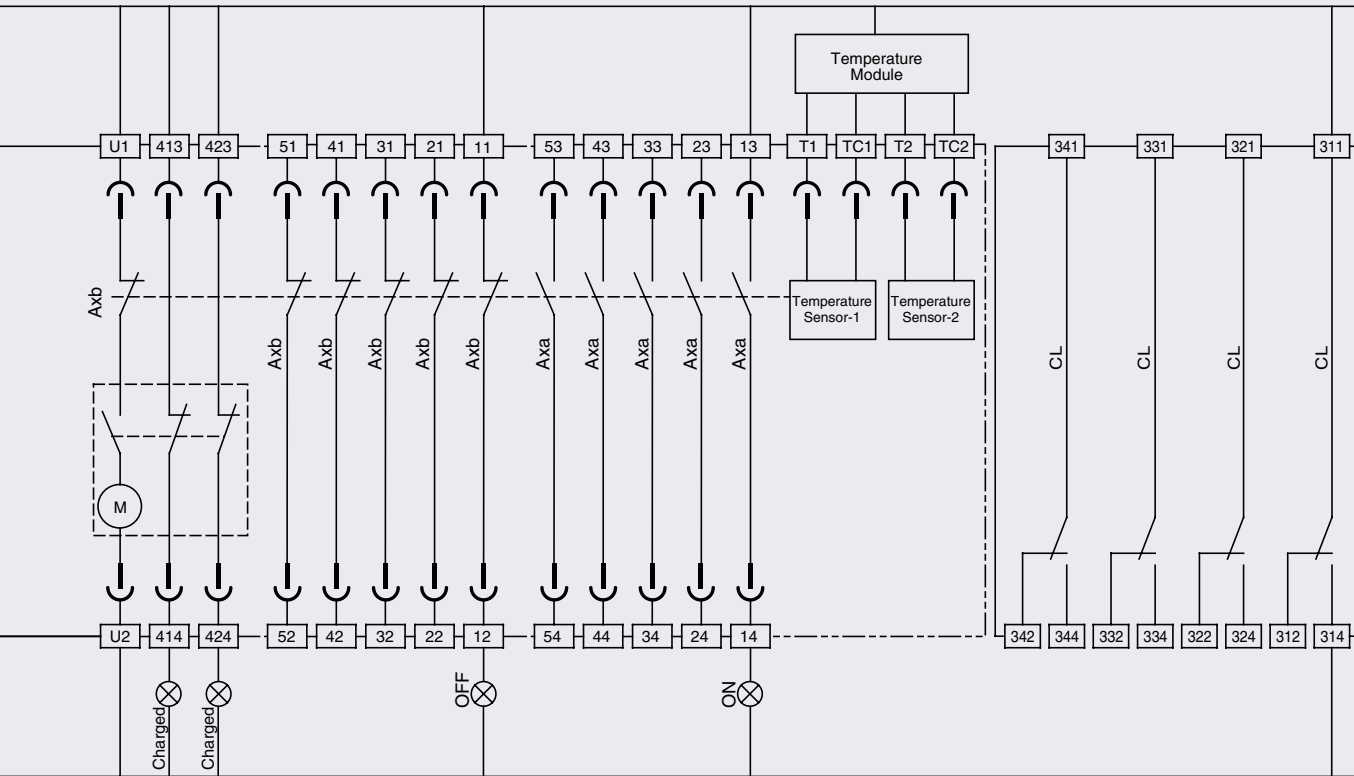 Temperature
Module
U1 413 423 51 41 31 21 11 53 43 33 23 13 T1 TC1 T2 TC2 341 331 321 311
Axb
Temperature
Sensor-1
Temperature
Sensor-2
Axb Axb Axb Axb Axb Axa Axa Axa Axa Axa CL CL CL CL
M
U2 414 424 52 42 32 22 12 54 44 34 24 14 342 344 332 334 322 324 312 314
Charged Charged OFF ON